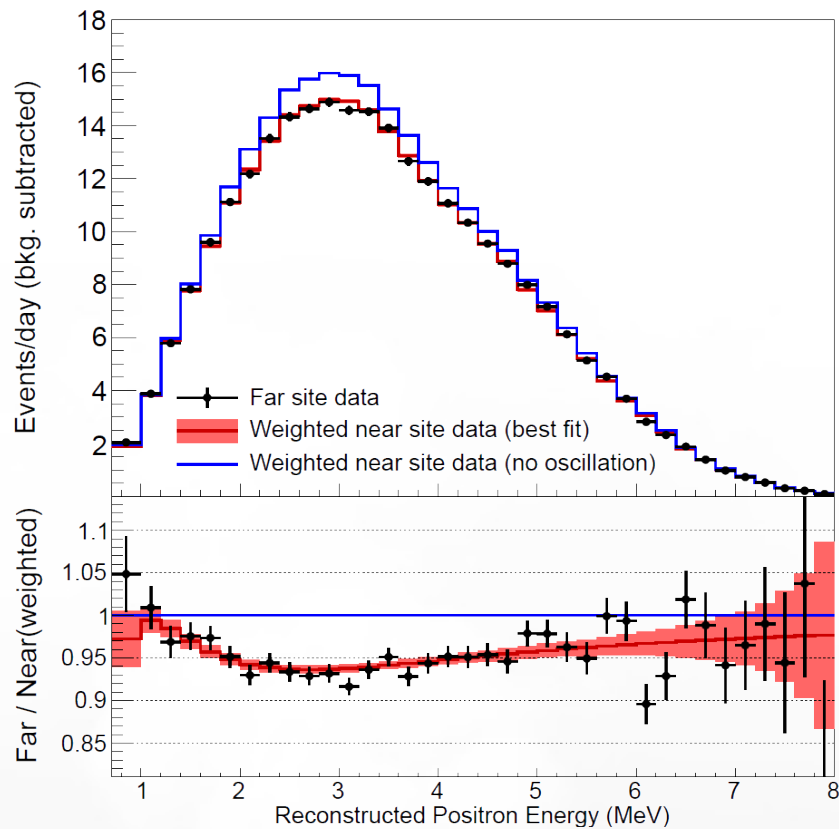 18
16
14
12
10
8
6
4
2
Events/day (bkg. subtracted)
Far site data
Weighted near site data (best fit)
Weighted near site data (no oscillation)
1.1
1.05
1
0.95
0.9
0.85
Far / Near(weighted)
1 2 3 4 5 6 7 8
Reconstructed Positron Energy (MeV)